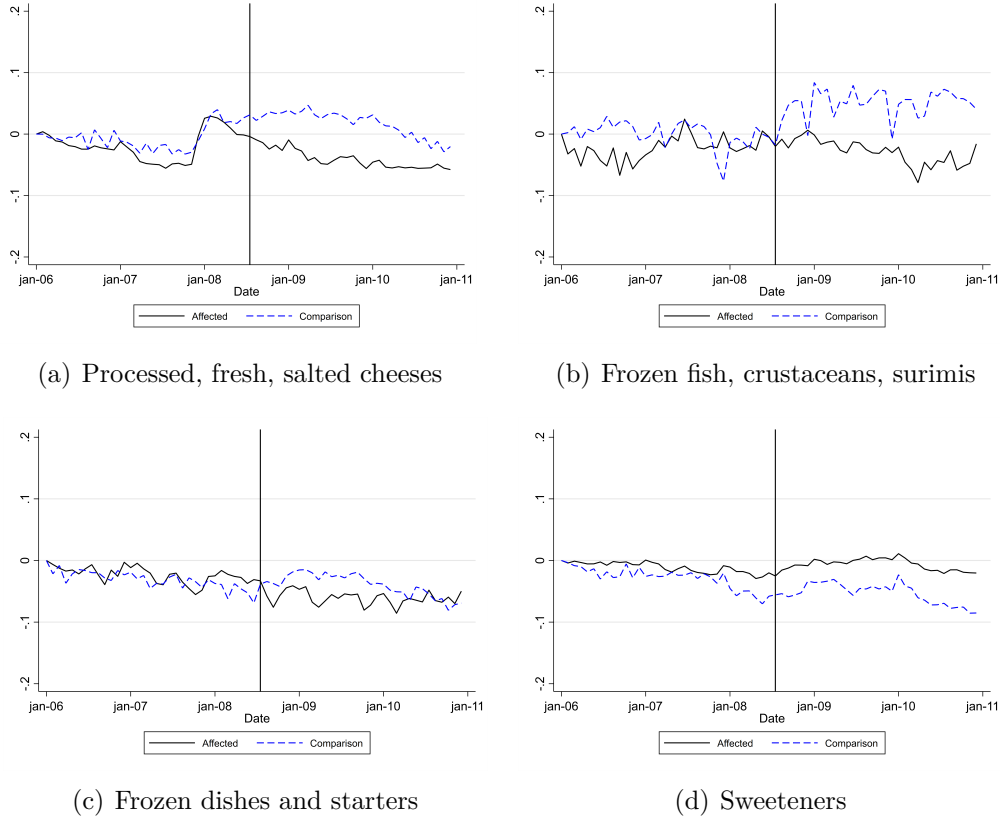 .2 .2
.1 .1
0 0
-.1 -.1
-.2 -.2
jan-06 jan-07 jan-08 jan-09 jan-10 jan-11 jan-06 jan-07 jan-08 jan-09 jan-10 jan-11
Date Date
Affected Comparison Affected Comparison
(a) Processed, fresh, salted cheeses (b) Frozen fish, crustaceans, surimis
.2 .2
.1 .1
0 0
-.1 -.1
-.2 -.2
jan-06 jan-07 jan-08 jan-09 jan-10 jan-11 jan-06 jan-07 jan-08 jan-09 jan-10 jan-11
Date Date
Affected Comparison Affected Comparison
(c) Frozen dishes and starters (d) Sweeteners